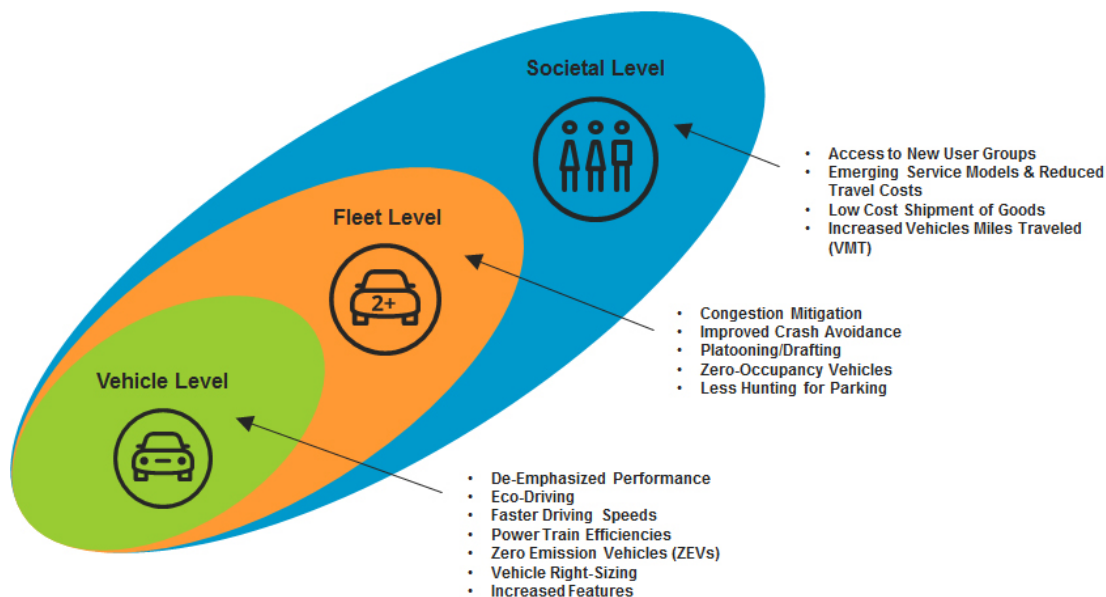 Societal Level
• Access to New User Groups
• Emerging Service Models & Reduced
Travel Costs
• Low Cost Shipment of Goods
• Increased Vehicles Miles Traveled
(VMT)
Fleet Level
2+
• Congestion Mitigation
• Improved Crash Avoidance
• Platooning/Drafting
• Zero-Occupancy Vehicles
• Less Hunting for Parking
Vehicle Level
• De-Emphasized Performance
• Eco-Driving
• Faster Driving Speeds
• Power Train Efficiencies
• Zero Emission Vehicles (ZEVs)
• Vehicle Right-Sizing
• Increased Features